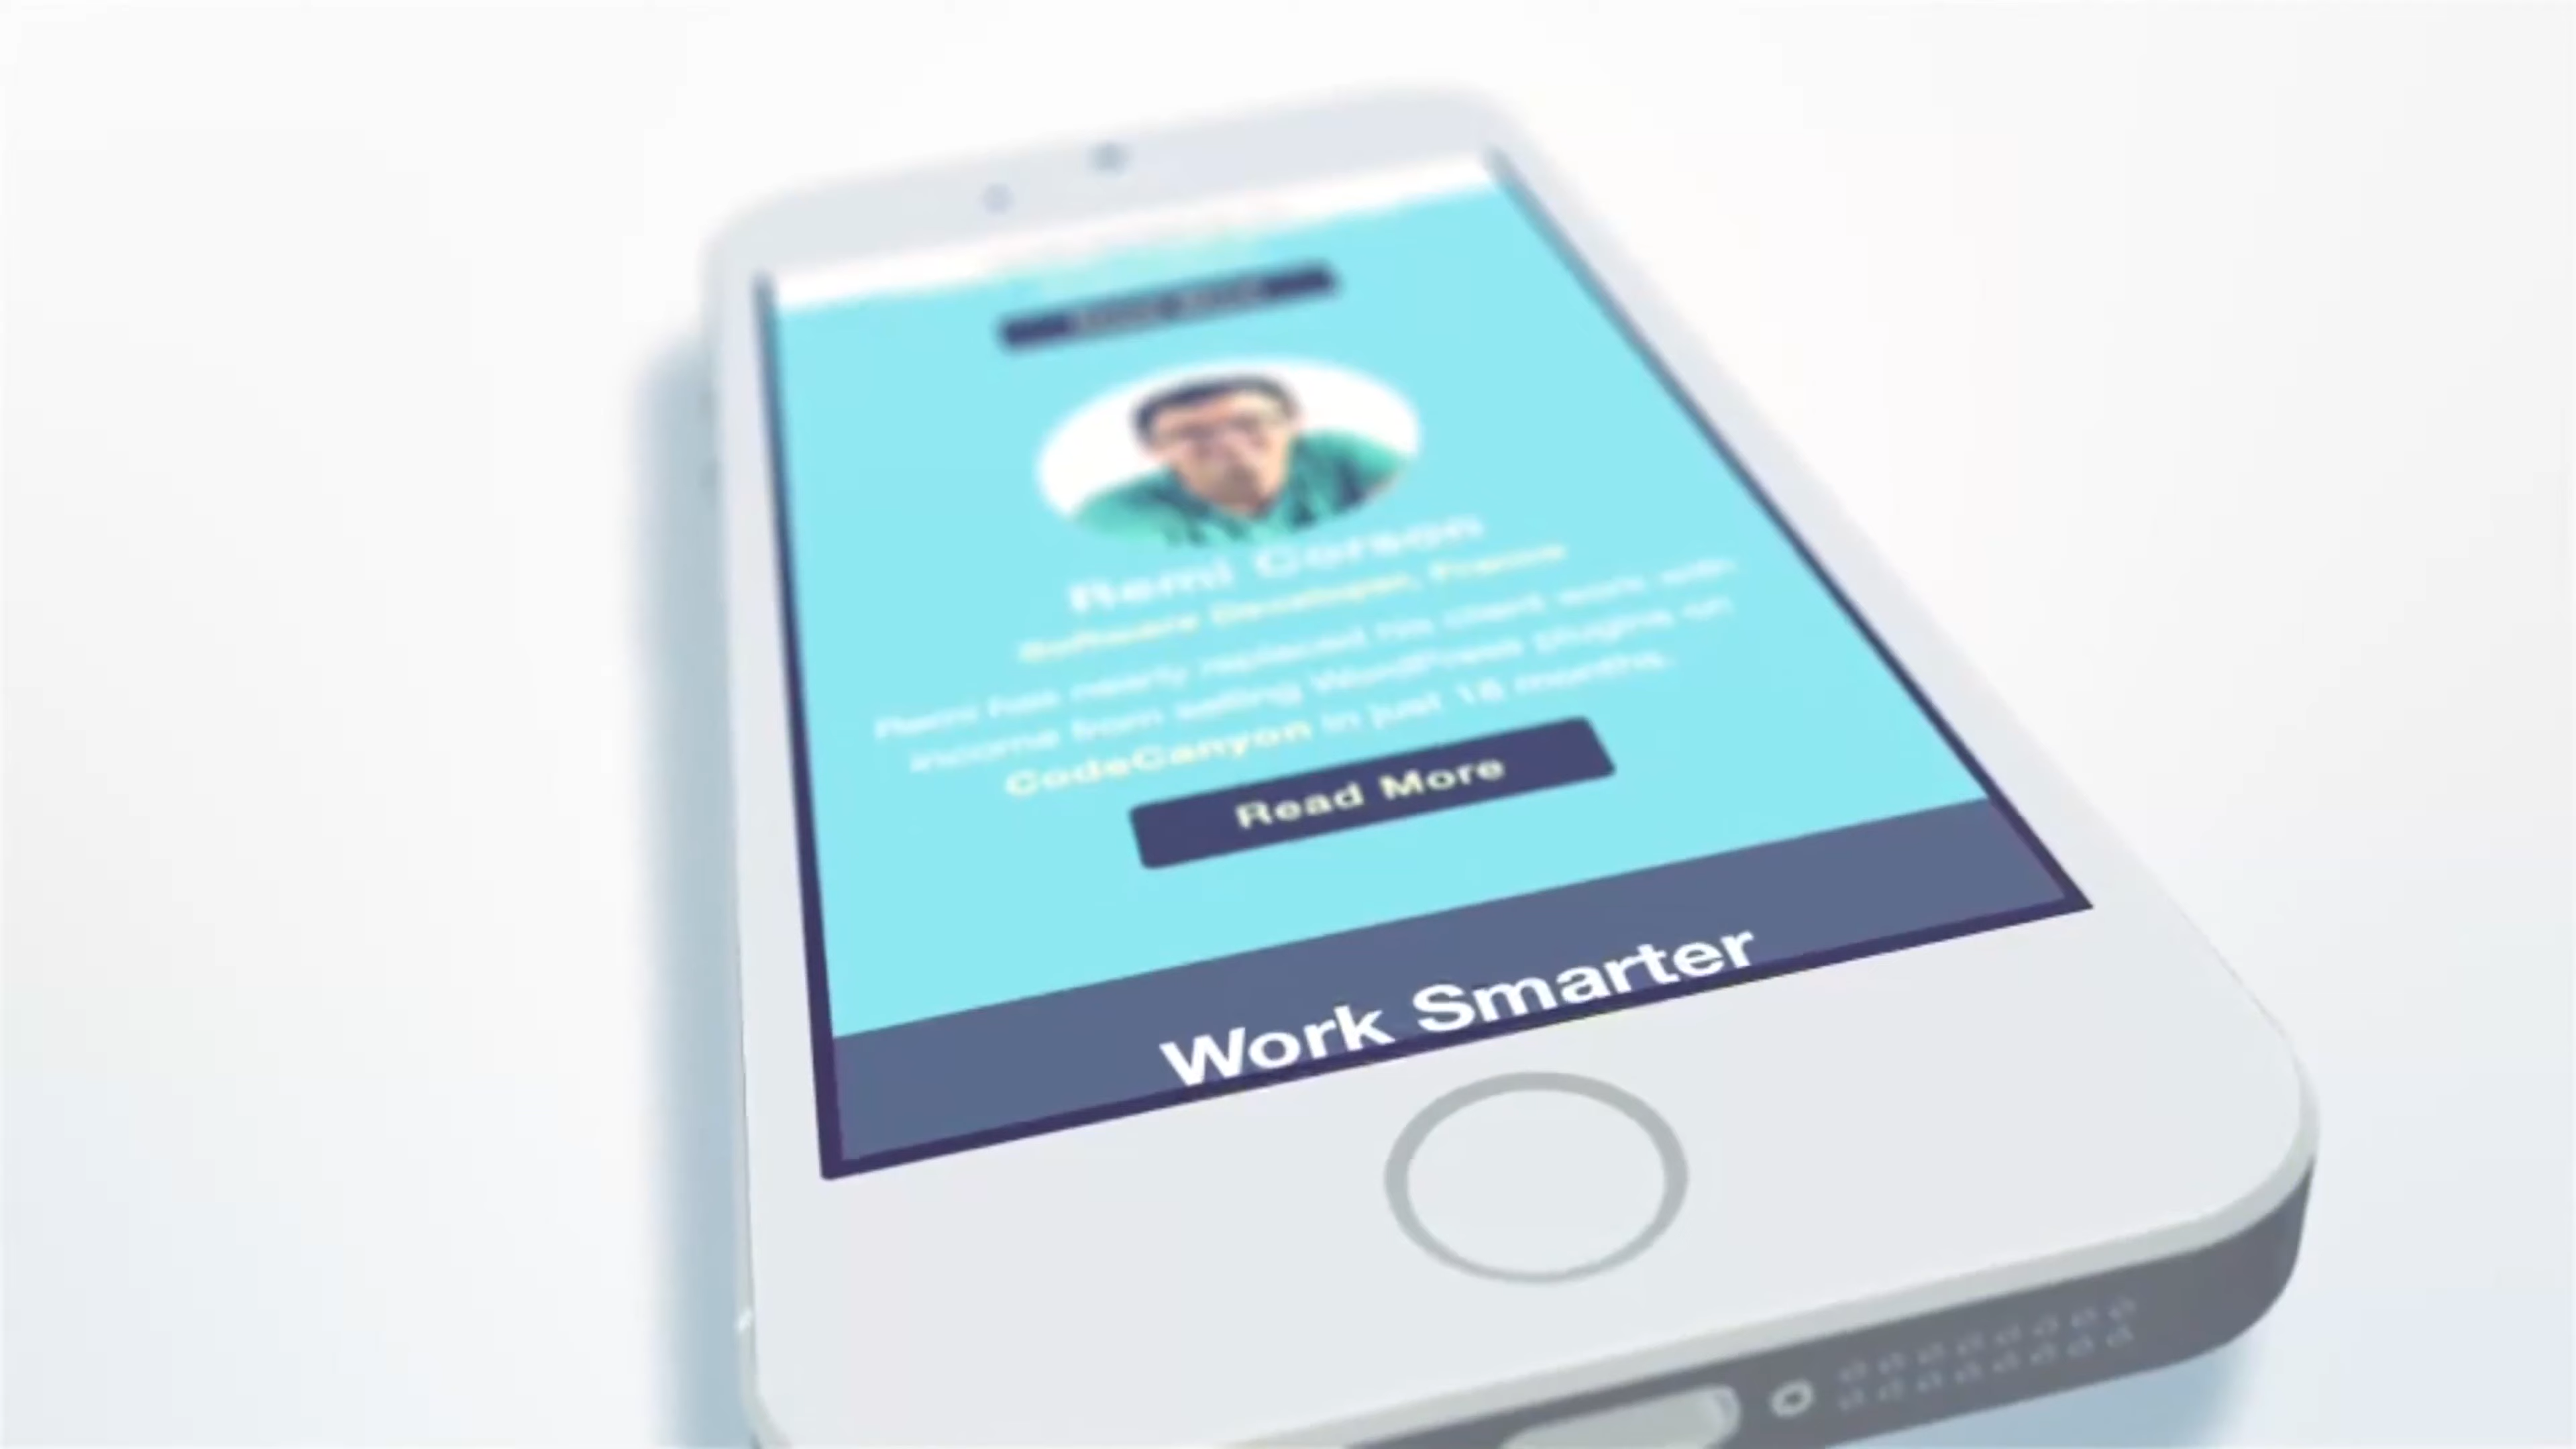 Remi Corson
Software Developer, France
Remi has nearly replaced his client work with
income from selling WordPress plugins on
CodeCanyon in just 18 months.
Read More
Work Smarter